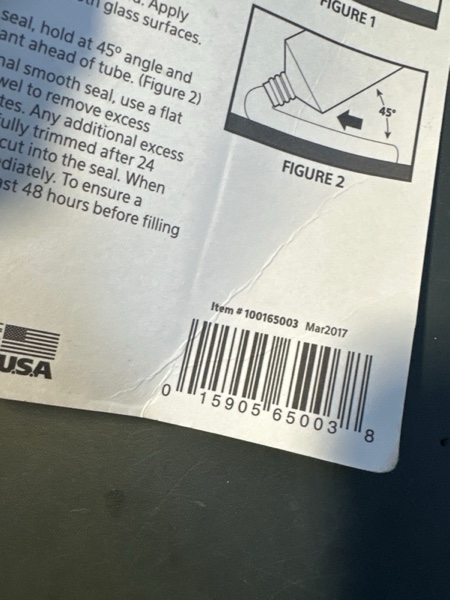 . Apply
glass surfaces.
seal, hold at 45° angle and
ant ahead of tube. (Figure 2)
nal smooth seal, use a flat
wel to remove excess
tes. Any additional excess
fully trimmed after 24
cut into the seal. When
diately. To ensure a
ast 48 hours before filling
FIGURE 1
45°
FIGURE 2
U.S.A
Item # 100165003 Mar2017
0 15905 65003 8